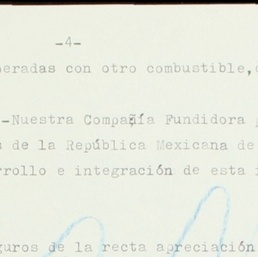 -4-
peradas con otro combustible,
-Nuestra Compañía Fundidora
s de la República Mexicana de
rrollo e integración de esta
guros de la recta apreciación